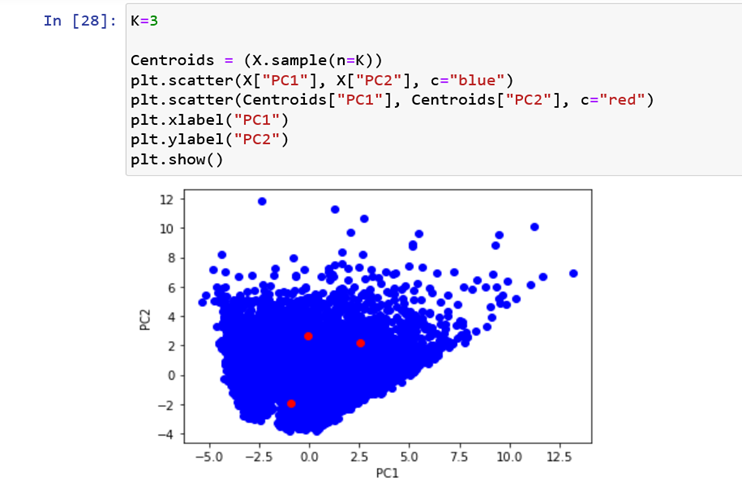 In [28]: K=3
Centroids = (X.sample(n=K))
plt.scatter(X["PC1"], X["PC2"], c="blue")
plt.scatter(Centroids["PC1"], Centroids["PC2"], c="red")
plt.xlabel("PC1")
plt.ylabel("PC2")
plt.show()
12
10
8
6
4
2
0
−2
−4
PC2
−5.0 −2.5 0.0 2.5 5.0 7.5 10.0 12.5
PC1